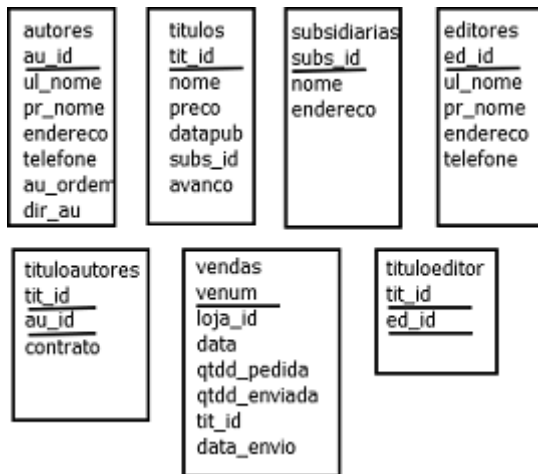 autores
au_id
ul_nome
pr_nome
endereco
telefone
au_ordem
dir_au
titulos
tit_id
nome
preco
datapub
subs_id
avanco
subsidiarias
subs_id
nome
endereco
editores
ed_id
ul_nome
pr_nome
endereco
telefone
tituloautores
tit_id
au_id
contrato
vendas
venum
loja_id
data
qtdd_pedida
qtdd_enviada
tit_id
data_envio
tituloeditor
tit_id
ed_id